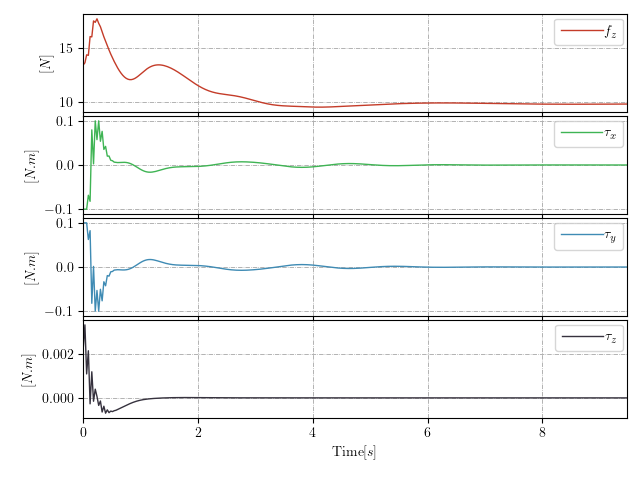 [N]
15
10
f_z
[N.m]
0.1
0.0
−0.1
τ_x
[N.m]
0.1
0.0
−0.1
τ_y
[N.m]
0.002
0.000
τ_z
0 2 4 6 8
Time[s]